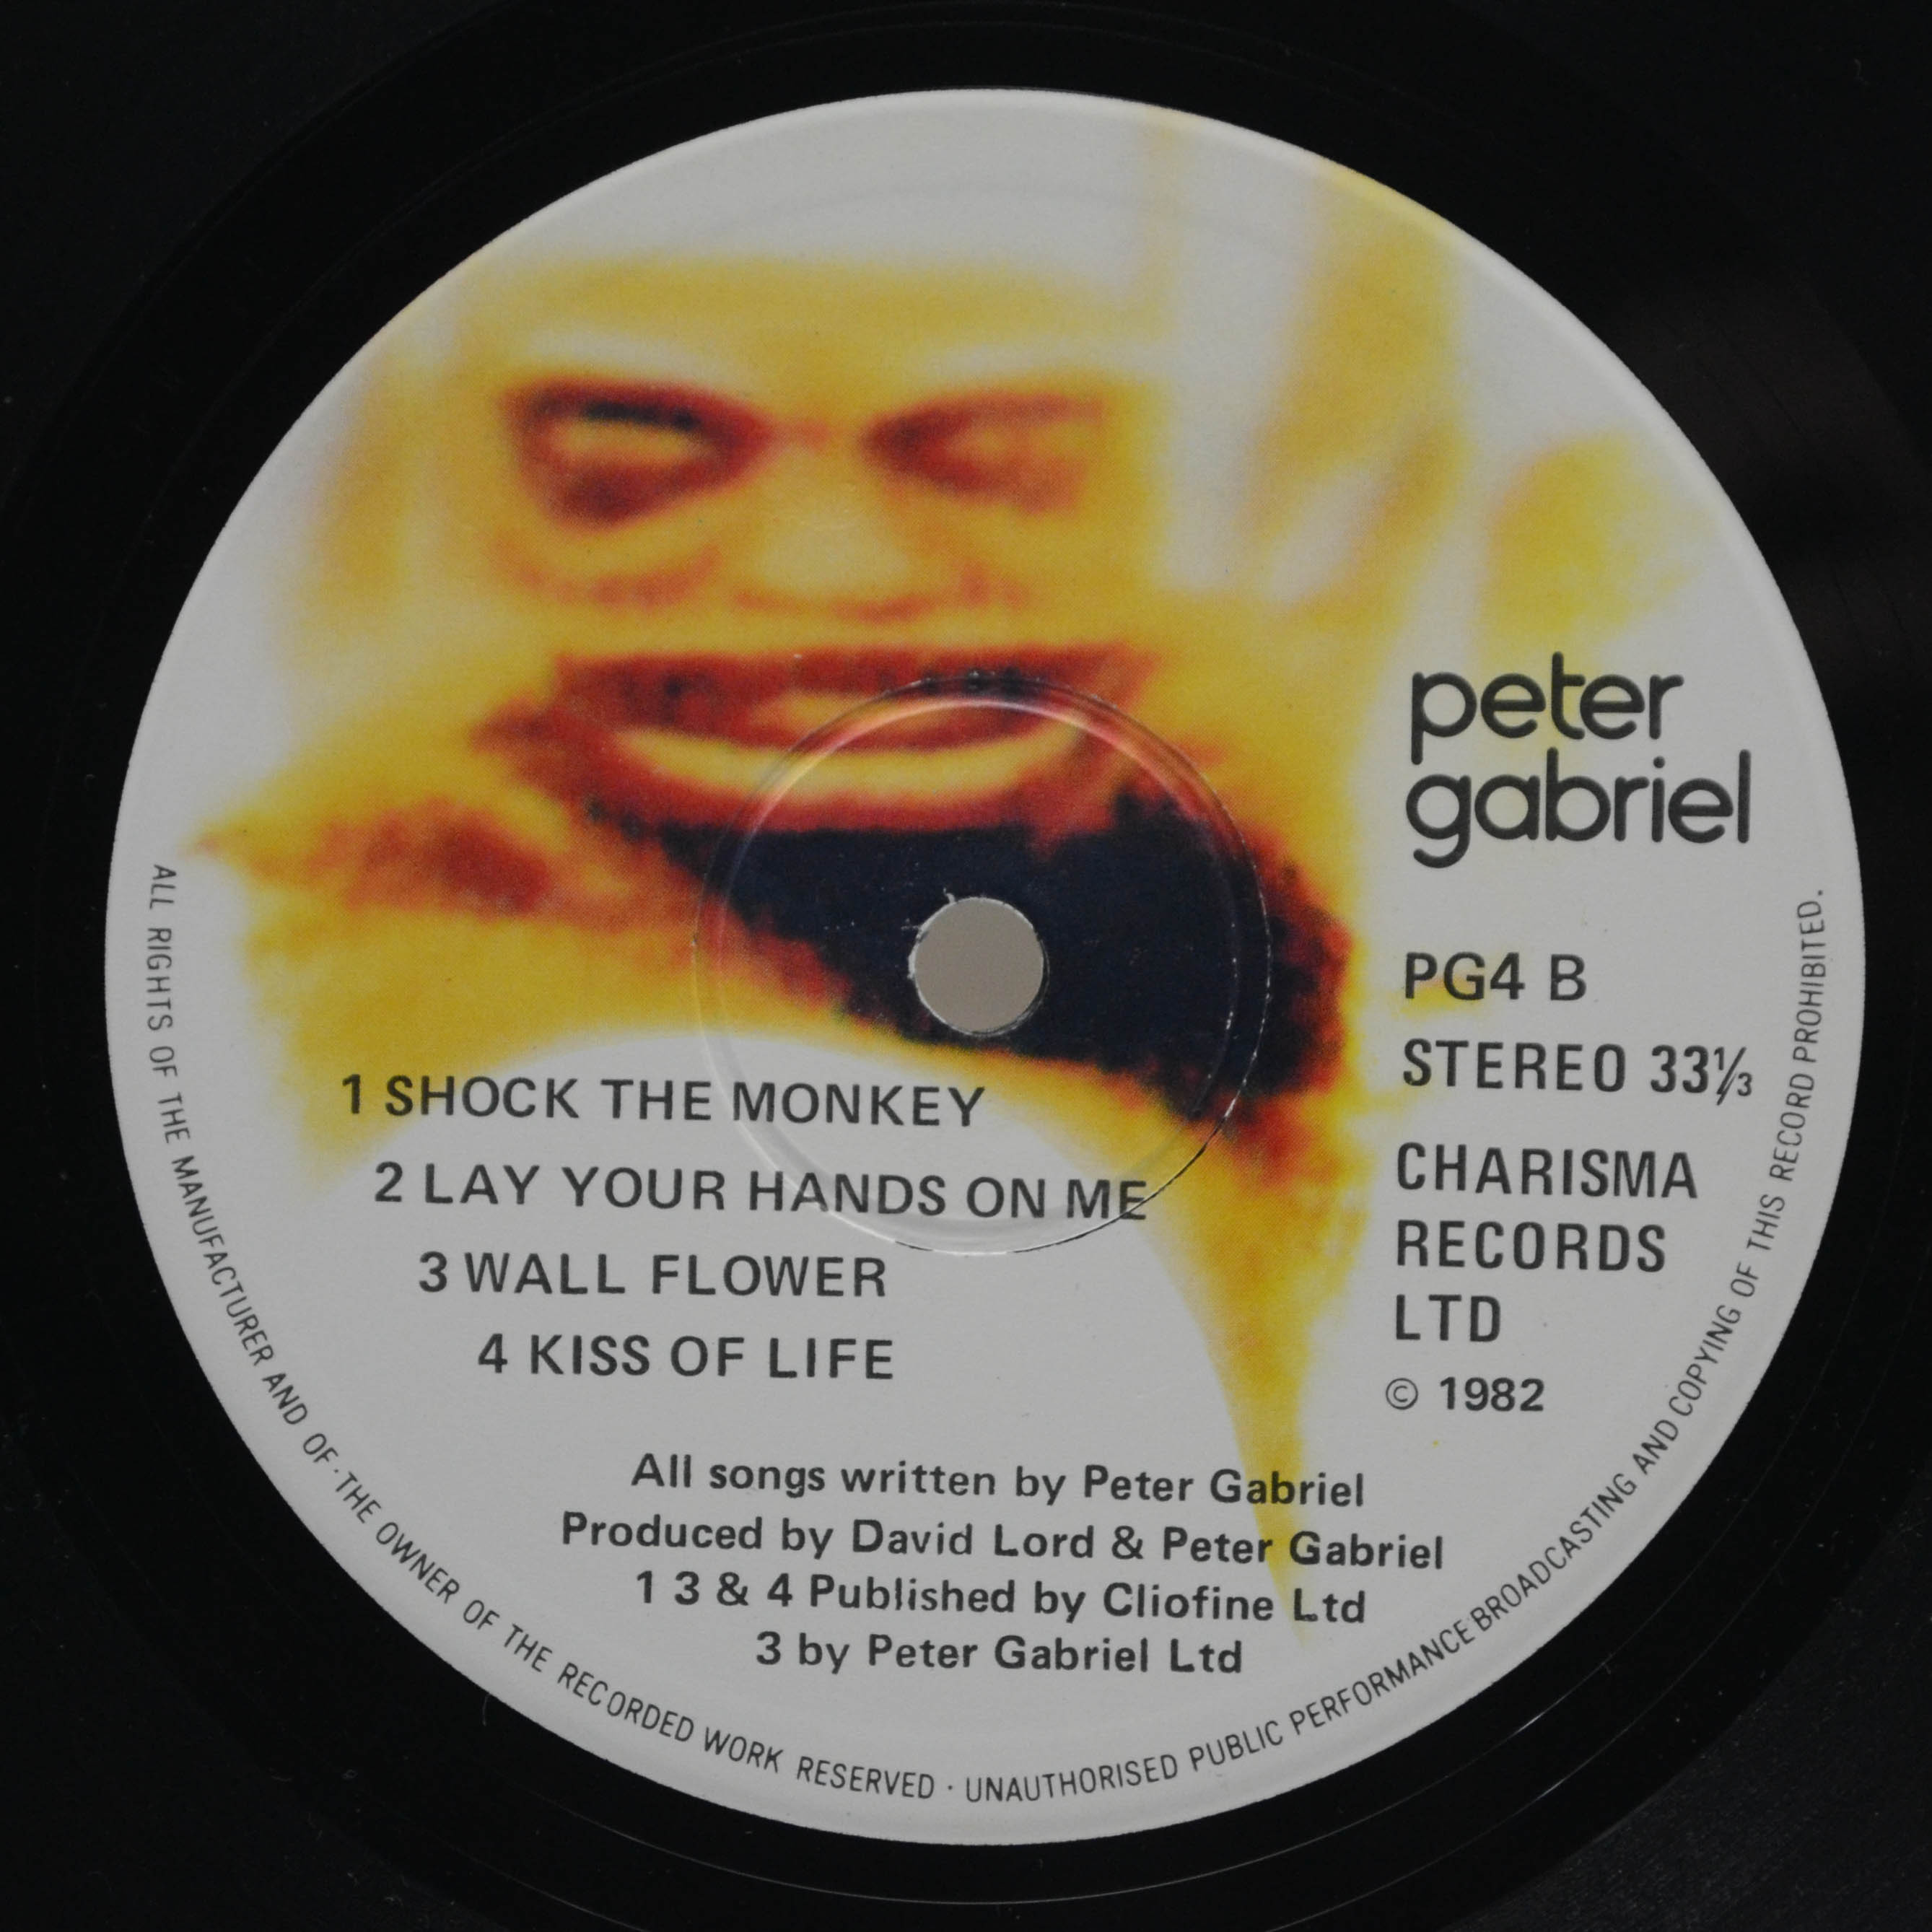 peter
gabriel
PG4 B
STEREO 33⅓
CHARISMA
RECORDS
LTD
© 1982
1 SHOCK THE MONKEY
2 LAY YOUR HANDS ON ME
3 WALL FLOWER
4 KISS OF LIFE
All songs written by Peter Gabriel
Produced by David Lord & Peter Gabriel
1 3 & 4 Published by Cliofine Ltd
3 by Peter Gabriel Ltd
ALL RIGHTS OF THE MANUFACTURER AND OF·THE OWNER OF THE RECORDED WORK RESERVED · UNAUTHORISED PUBLIC PERFORMANCE BROADCASTING AND COPYING OF THIS RECORD PROHIBITED.